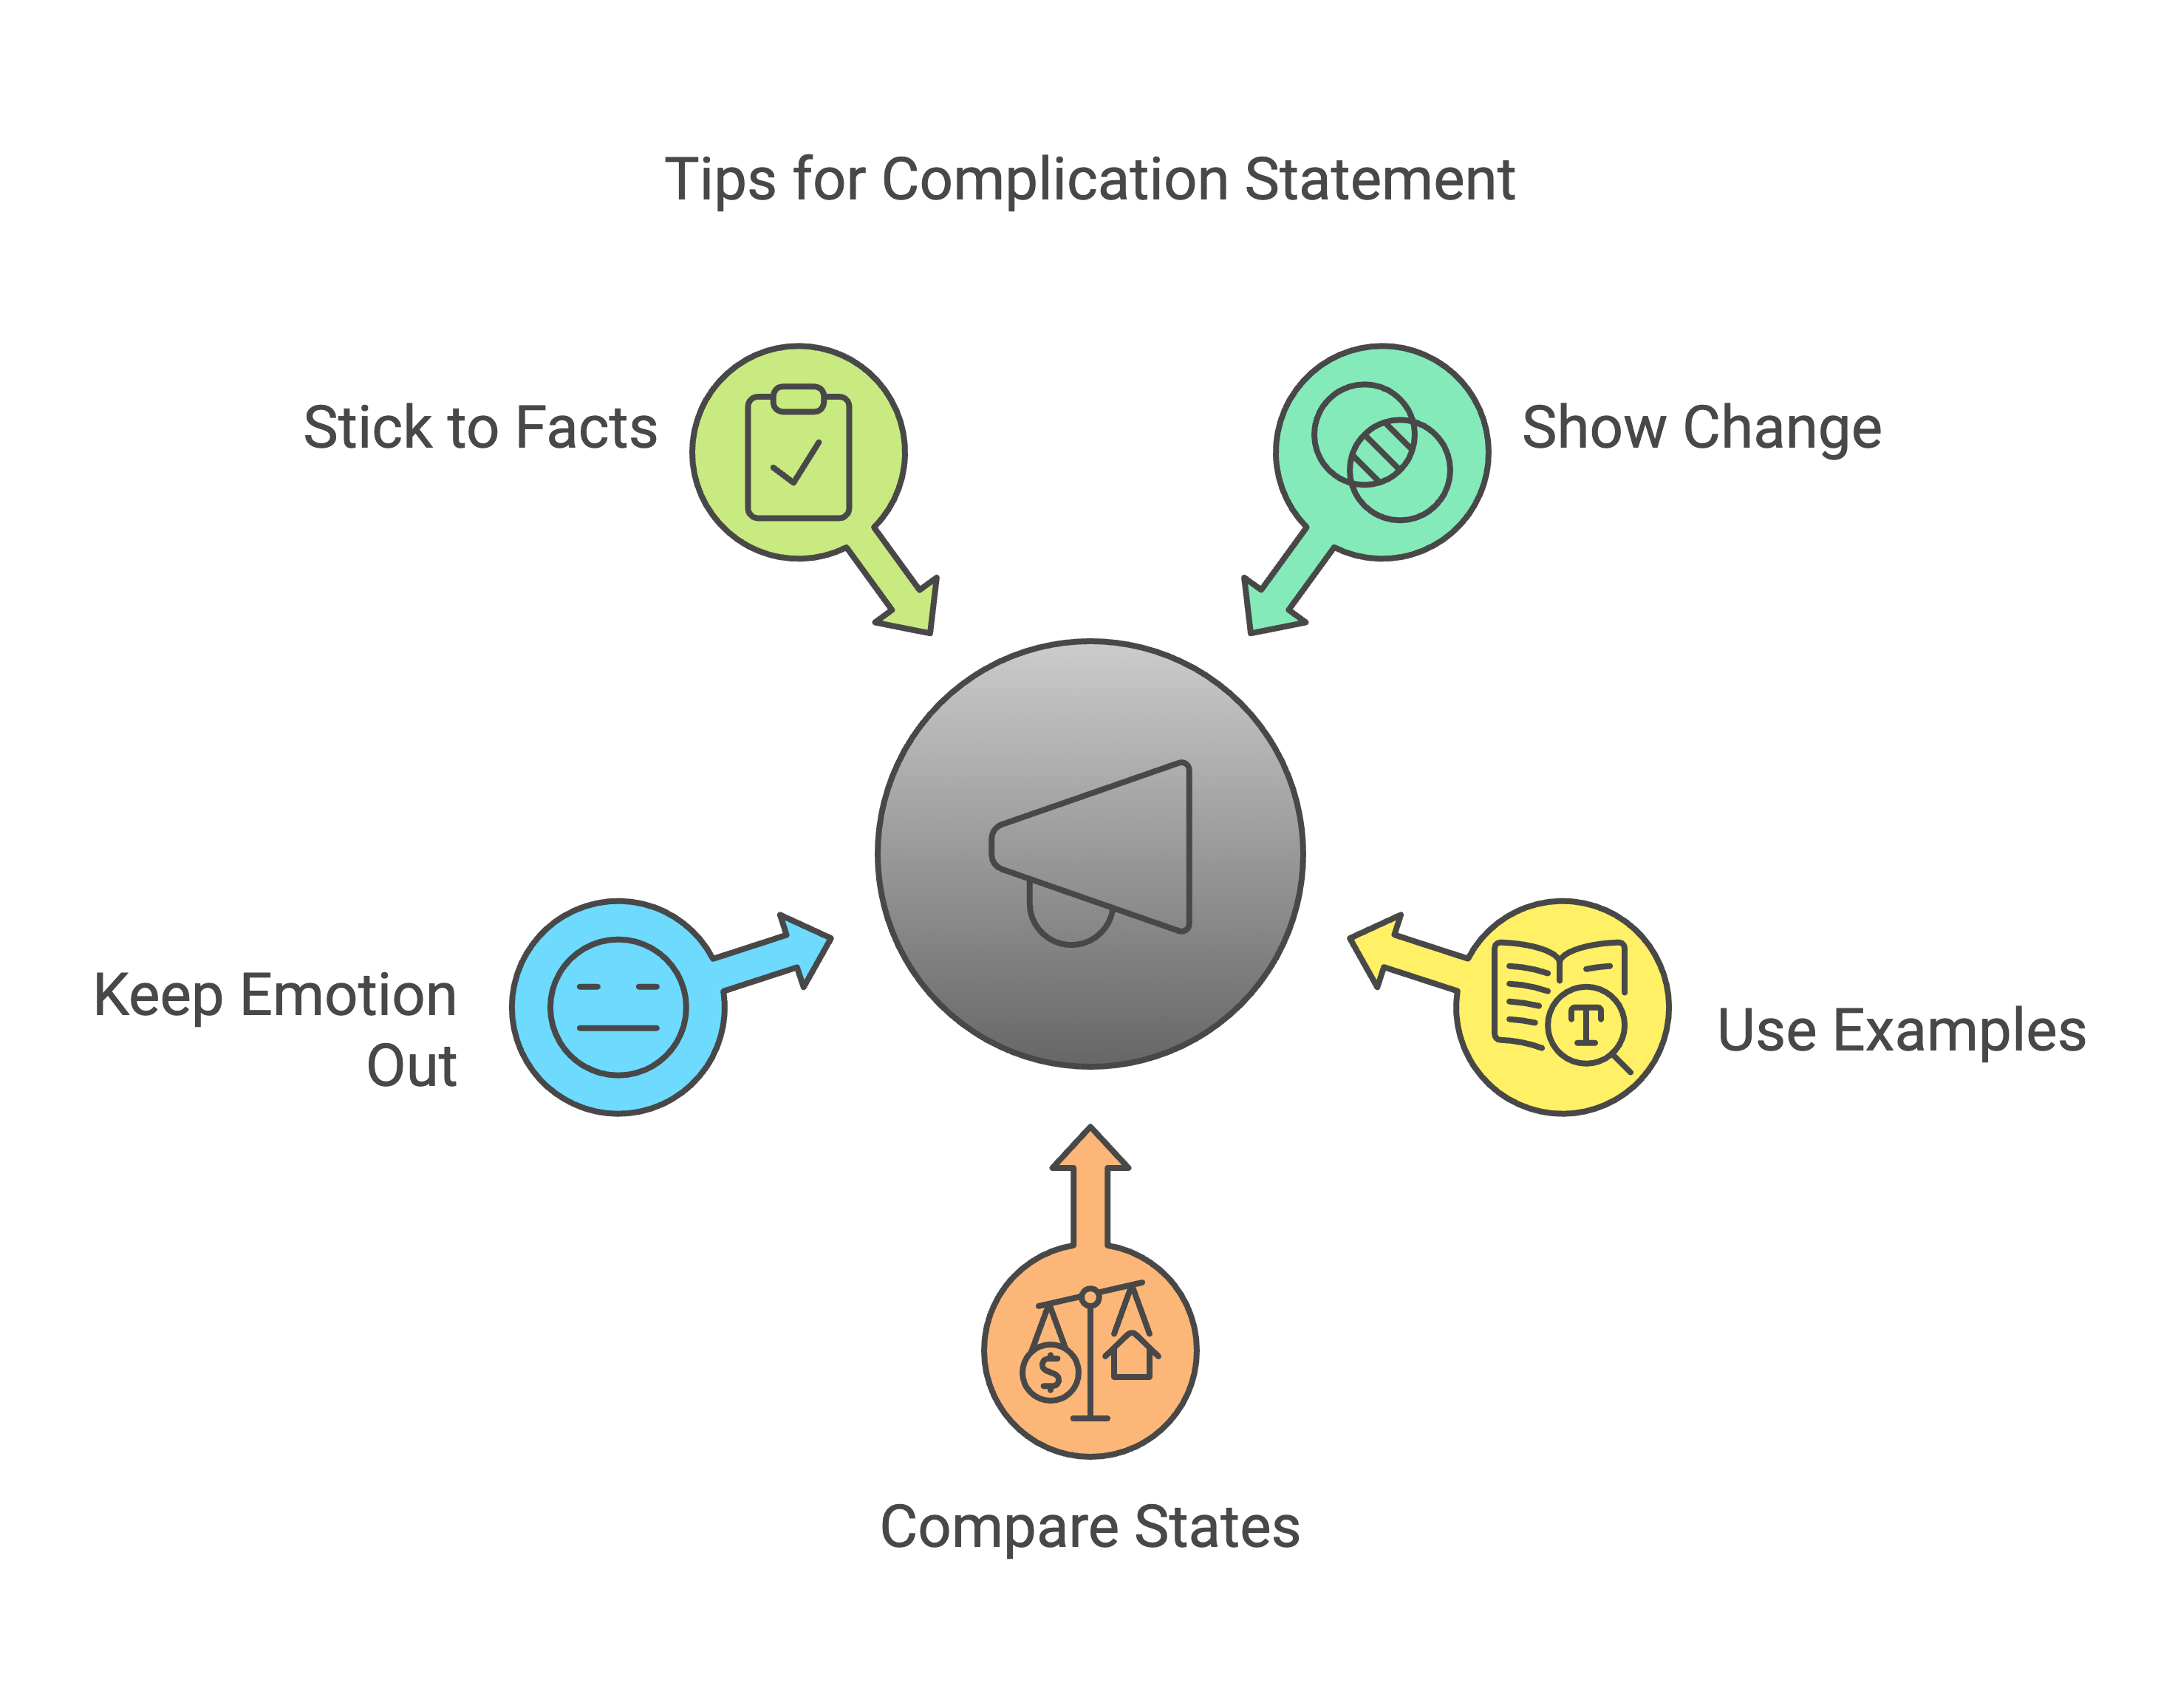 Tips for Complication Statement
Stick to Facts
Show Change
Keep Emotion
Out
Use Examples
T
$
Compare States